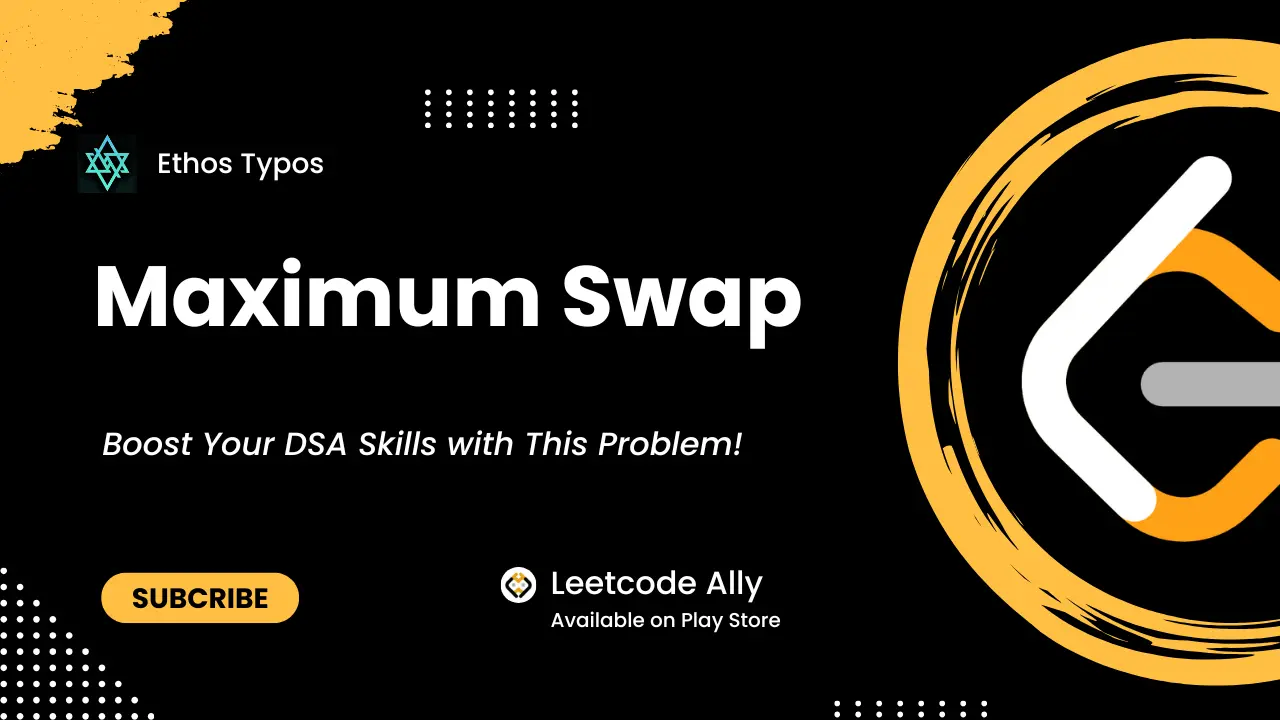 Ethos Typos
Maximum Swap
Boost Your DSA Skills with This Problem!
SUBCRIBE
Leetcode Ally
Available on Play Store